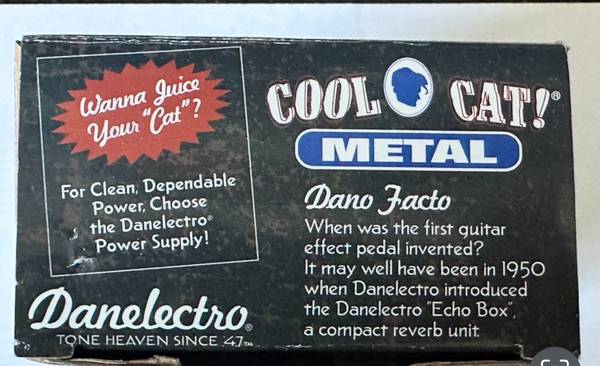 Wanna Juice
Your "Cat"?
For Clean, Dependable
Power, Choose
the Danelectro®
Power Supply!
Danelectro®
TONE HEAVEN SINCE '47™
COOL CAT!®
METAL
Dano Facto
When was the first guitar
effect pedal invented?
It may well have been in 1950
when Danelectro introduced
the Danelectro "Echo Box",
a compact reverb unit.